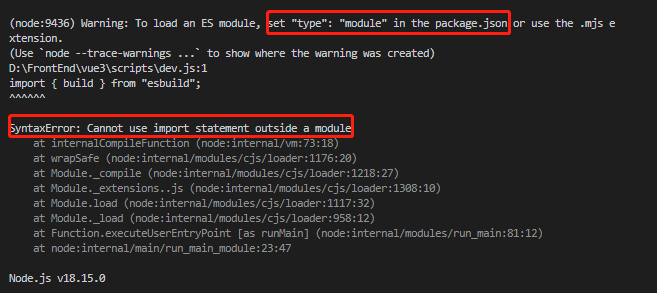 (node:9436) Warning: To load an ES module, set "type": "module" in the package.json or use the .mjs e
xtension.
(Use `node --trace-warnings ...` to show where the warning was created)
D:\FrontEnd\vue3\scripts\dev.js:1
import { build } from "esbuild";
^^^^^^
SyntaxError: Cannot use import statement outside a module
    at internalCompileFunction (node:internal/vm:73:18)
    at wrapSafe (node:internal/modules/cjs/loader:1176:20)
    at Module._compile (node:internal/modules/cjs/loader:1218:27)
    at Module._extensions..js (node:internal/modules/cjs/loader:1308:10)
    at Module.load (node:internal/modules/cjs/loader:1117:32)
    at Module._load (node:internal/modules/cjs/loader:958:12)
    at Function.executeUserEntryPoint [as runMain] (node:internal/modules/run_main:81:12)
    at node:internal/main/run_main_module:23:47
Node.js v18.15.0